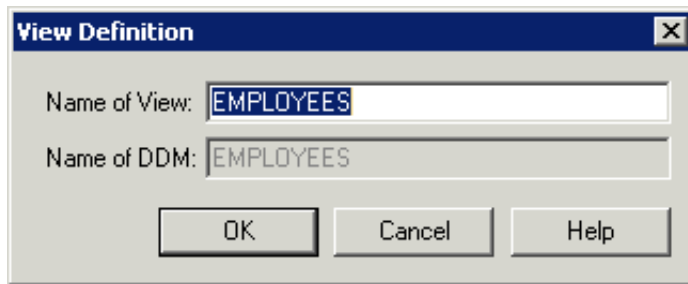 View Definition
Name of View: EMPLOYEES
Name of DDM: EMPLOYEES
OK Cancel Help